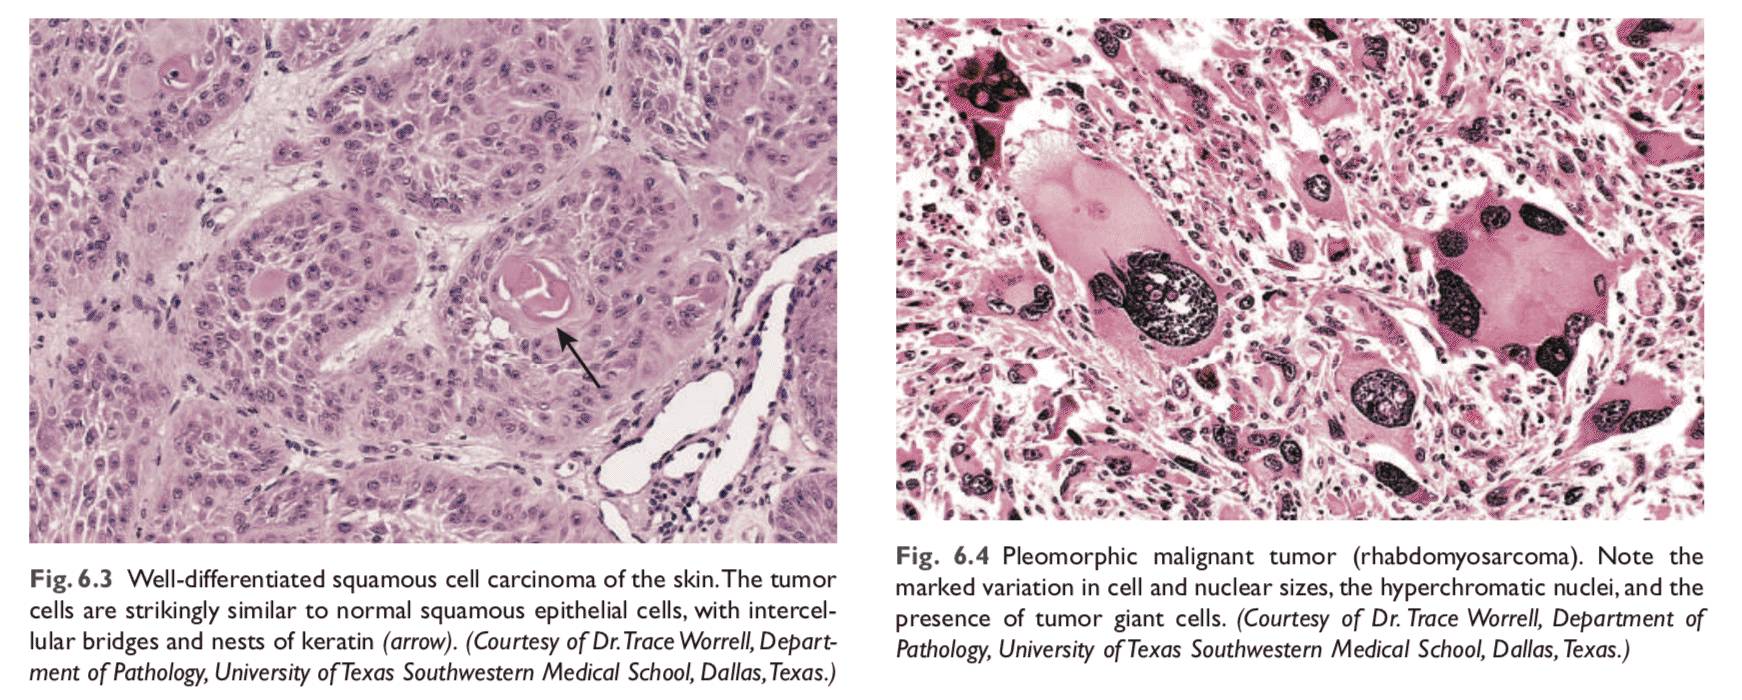 Fig. 6.3 Well-differentiated squamous cell carcinoma of the skin. The tumor
cells are strikingly similar to normal squamous epithelial cells, with intercel-
lular bridges and nests of keratin (arrow). (Courtesy of Dr. Trace Worrell, Depart-
ment of Pathology, University of Texas Southwestern Medical School, Dallas, Texas.)
Fig. 6.4 Pleomorphic malignant tumor (rhabdomyosarcoma). Note the
marked variation in cell and nuclear sizes, the hyperchromatic nuclei, and the
presence of tumor giant cells. (Courtesy of Dr. Trace Worrell, Department of
Pathology, University of Texas Southwestern Medical School, Dallas, Texas.)